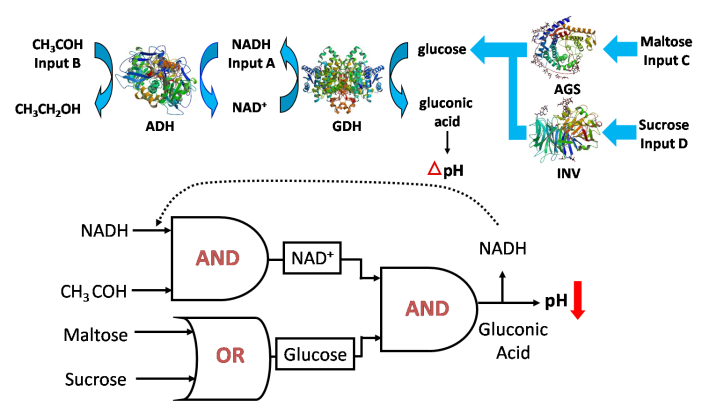 CH₃COH
Input B
CH₃CH₂OH
ADH
NADH
Input A
NAD⁺
GDH
glucose
gluconic
acid
△ pH
AGS
Maltose
Input C
INV
Sucrose
Input D
NADH
CH₃COH
AND
NAD⁺
Maltose
Sucrose
OR
Glucose
AND
NADH
pH
Gluconic
Acid